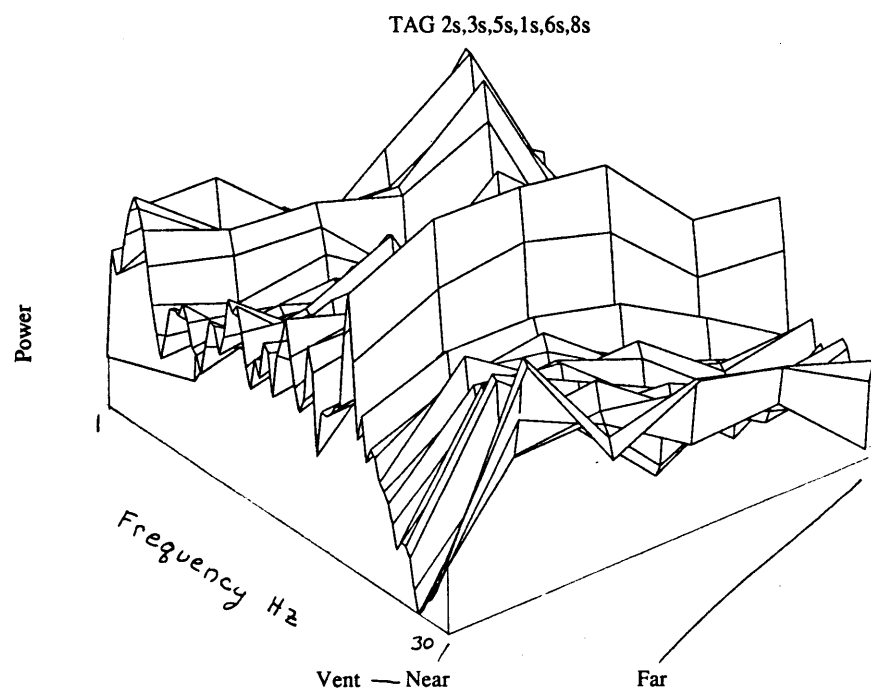 TAG 2s,3s,5s,1s,6s,8s
Power
1
Frequency Hz
30
Vent — Near
Far